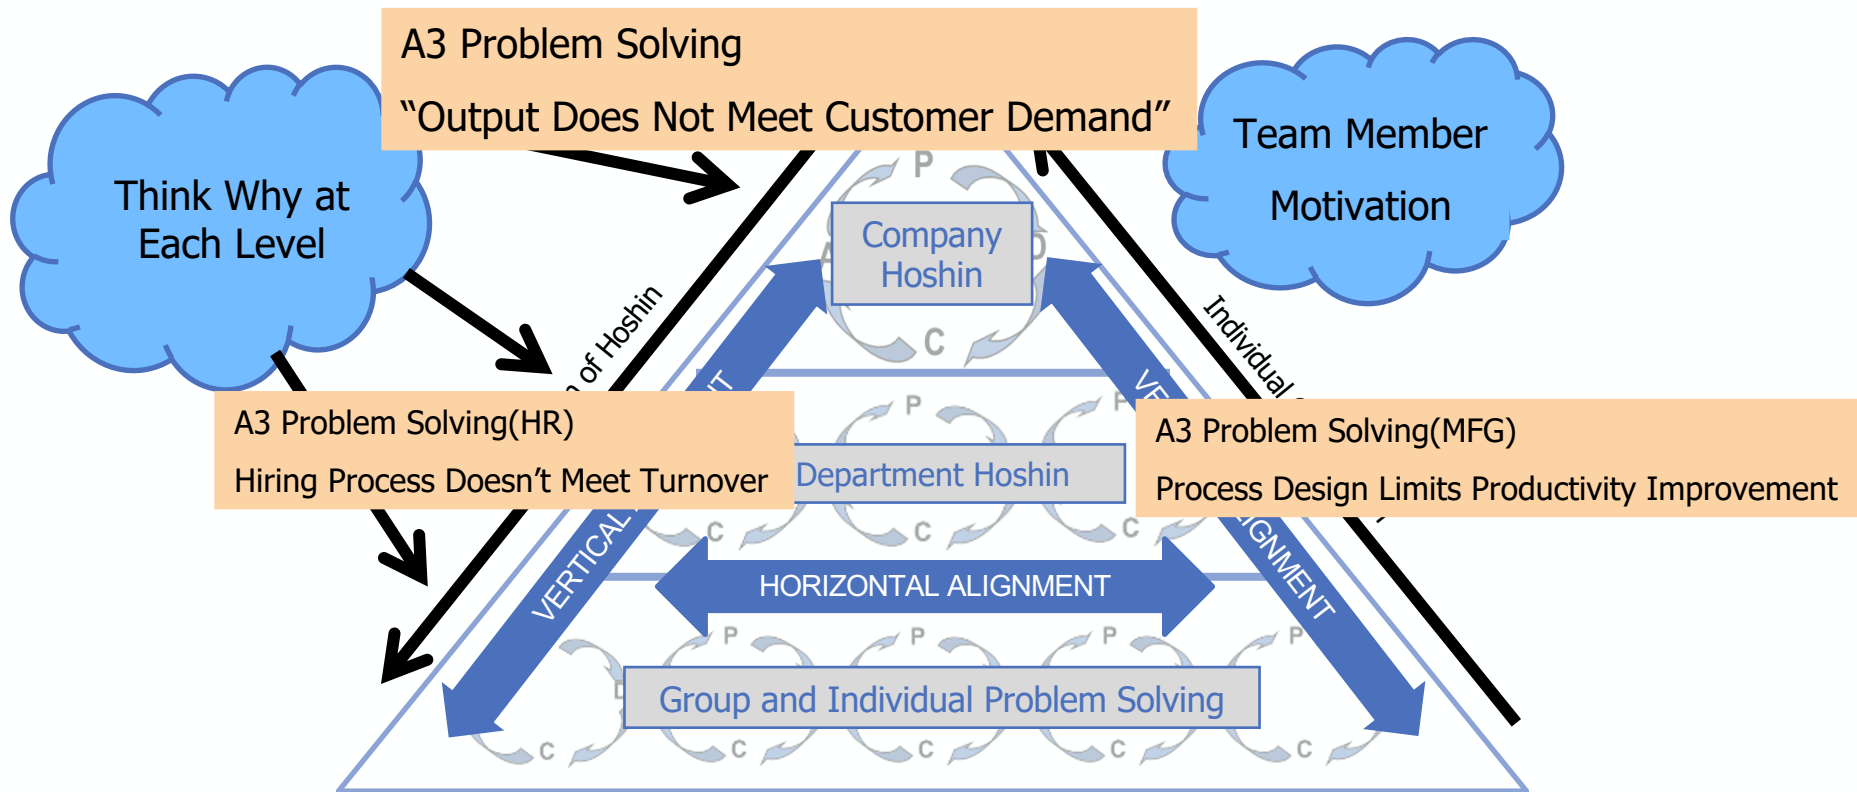 A3 Problem Solving
“Output Does Not Meet Customer Demand”
Think Why at
Each Level
Team Member
Motivation
P
D
C
Company
Hoshin
of Hoshin
Individual
A3 Problem Solving(HR)
Hiring Process Doesn’t Meet Turnover
P
P
Department Hoshin
A3 Problem Solving(MFG)
Process Design Limits Productivity Improvement
C
C
C
C
VERTICAL
HORIZONTAL ALIGNMENT
P
P
P
P
Group and Individual Problem Solving
C
C
C
C
C